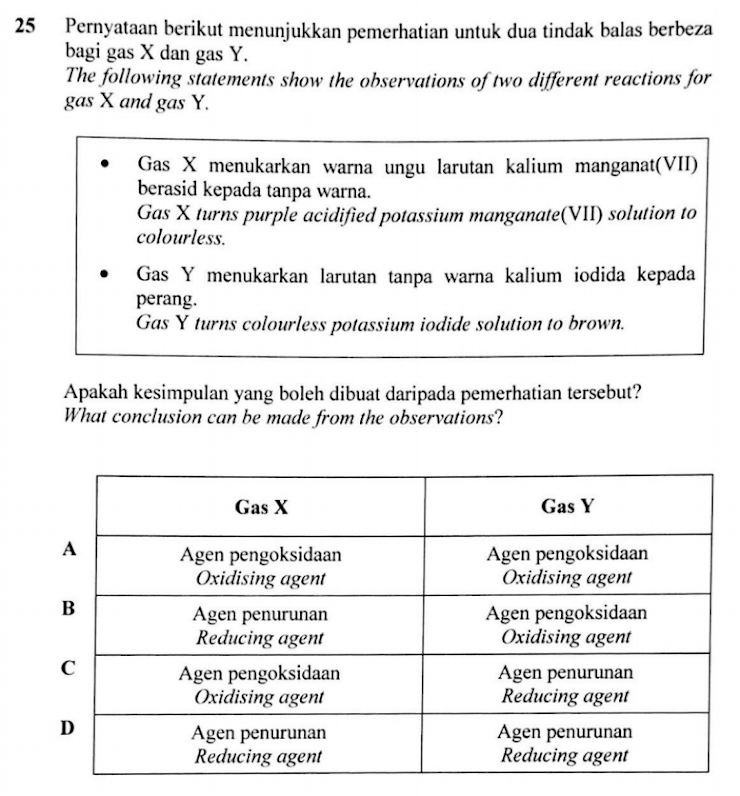 25 Pernyataan berikut menunjukkan pemerhatian untuk dua tindak balas berbeza
bagi gas X dan gas Y.
The following statements show the observations of two different reactions for
gas X and gas Y.
• Gas X menukarkan warna ungu larutan kalium manganat(VII)
berasid kepada tanpa warna.
Gas X turns purple acidified potassium manganate(VII) solution to
colourless.
• Gas Y menukarkan larutan tanpa warna kalium iodida kepada
perang.
Gas Y turns colourless potassium iodide solution to brown.
Apakah kesimpulan yang boleh dibuat daripada pemerhatian tersebut?
What conclusion can be made from the observations?
Gas X Gas Y
A Agen pengoksidaan Agen pengoksidaan
Oxidising agent Oxidising agent
B Agen penurunan Agen pengoksidaan
Reducing agent Oxidising agent
C Agen pengoksidaan Agen penurunan
Oxidising agent Reducing agent
D Agen penurunan Agen penurunan
Reducing agent Reducing agent